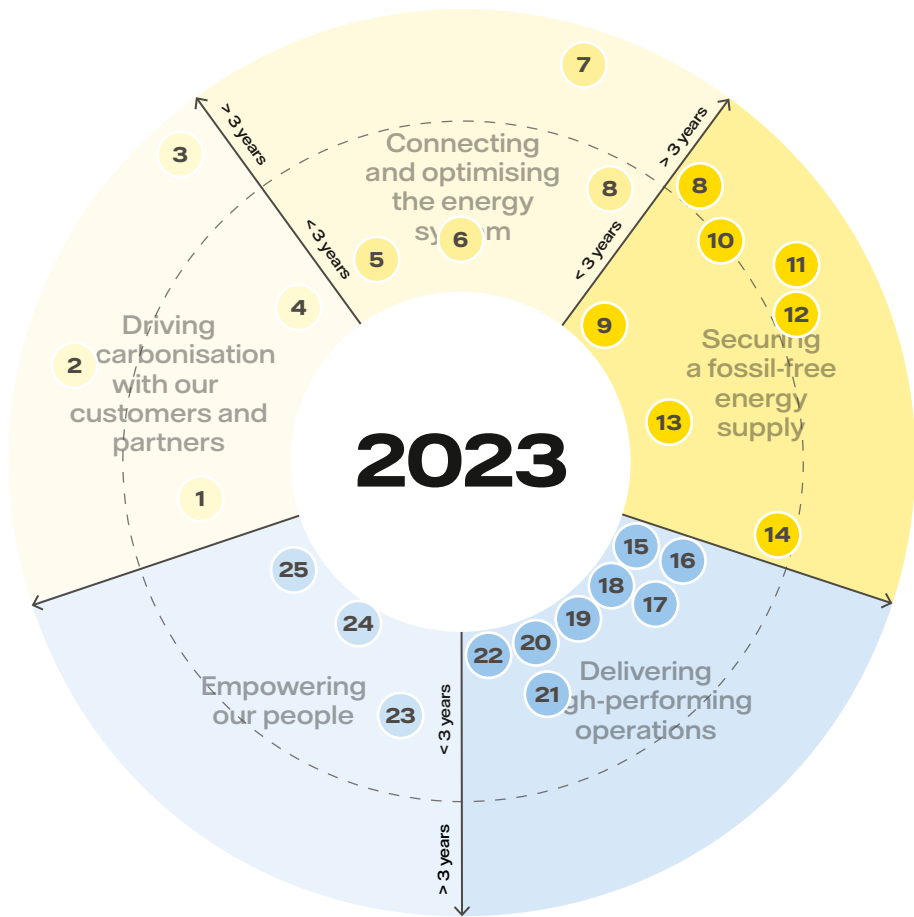 7
> 3 years
> 3 years
3
Connecting
and optimising
the energy
8
8
10
6
5
< 3 years
< 3 years
11
4
9
12
Driving
carbonisation
with our
customers and
partners
2
Securing
a fossil-free
energy
supply
13
2023
1
14
15
16
25
18
17
24
19
20
22
Empowering
our people
23
21
Delivering
gh-performing
operations
< 3 years
> 3 years